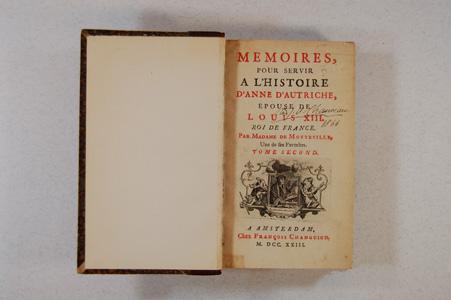 MEMOIRES,
POUR SERVIR
A L'HISTOIRE
D'ANNE D'AUTRICHE,
EPOUSE DE
LOUIS XIII.
ROI DE FRANCE.
PAR MADAME DE MOTTEVILLE,
Une de ses Favorites.
TOME SECOND.
A AMSTERDAM,
Chez FRANÇOIS CHANGUION,
M. DCC. XXIII.